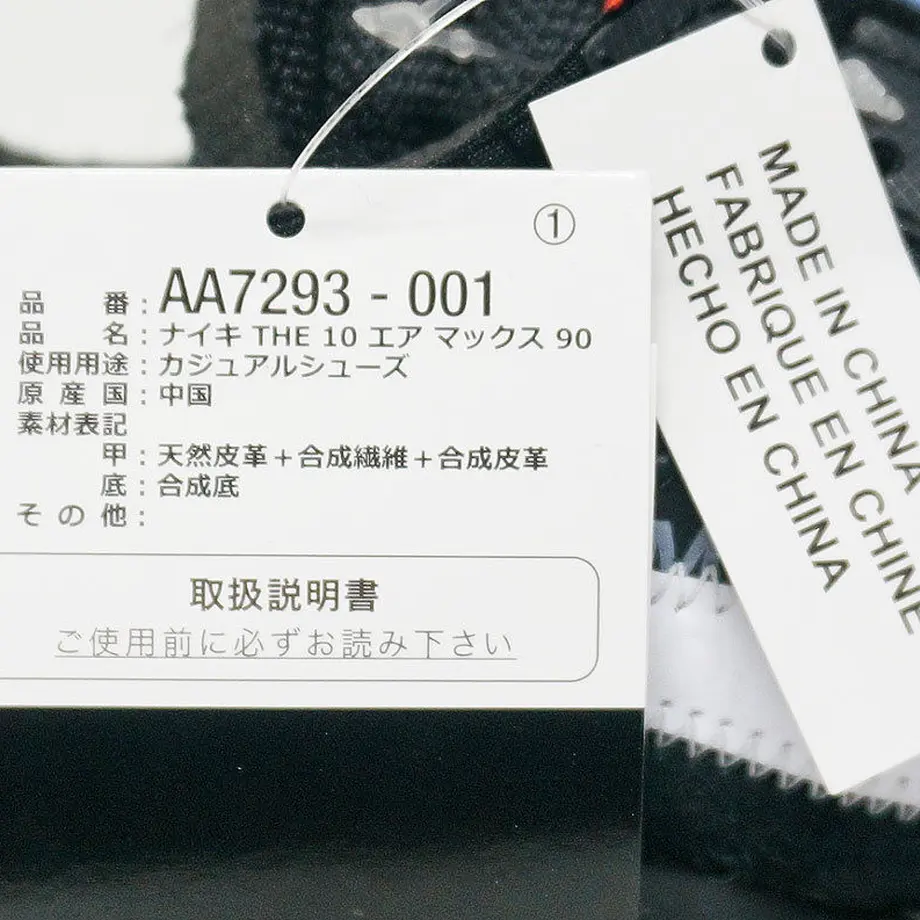 ①
品 番 : AA7293 - 001
品 名 : ナイキ THE 10 エア マックス 90
使用用途 : カジュアルシューズ
原 産 国 : 中国
素材表記
甲 : 天然皮革+合成繊維+合成皮革
底 : 合成底
そ の 他 :
取扱説明書
ご使用前に必ずお読み下さい
MADE IN CHINA
FABRIQUE EN CHINE
HECHO EN CHINA